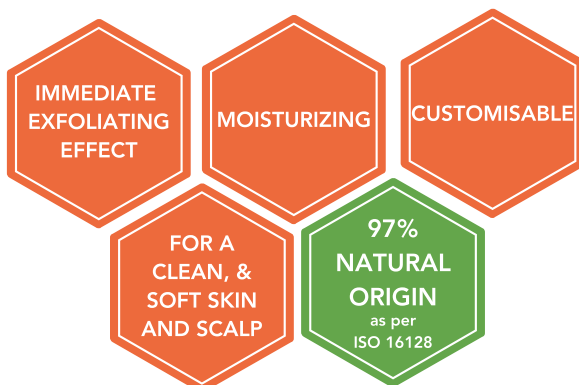 IMMEDIATE
EXFOLIATING
EFFECT
MOISTURIZING
CUSTOMISABLE
FOR A
CLEAN, &
SOFT SKIN
AND SCALP
97%
NATURAL
ORIGIN
as per
ISO 16128